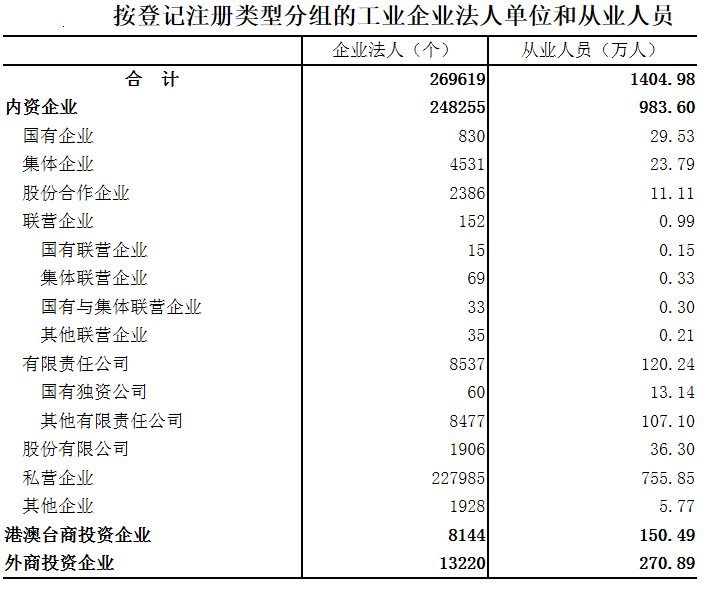 按登记注册类型分组的工业企业法人单位和从业人员
企业法人（个） 从业人员（万人）
合 计 269619 1404.98
内资企业 248255 983.60
国有企业 830 29.53
集体企业 4531 23.79
股份合作企业 2386 11.11
联营企业 152 0.99
国有联营企业 15 0.15
集体联营企业 69 0.33
国有与集体联营企业 33 0.30
其他联营企业 35 0.21
有限责任公司 8537 120.24
国有独资公司 60 13.14
其他有限责任公司 8477 107.10
股份有限公司 1906 36.30
私营企业 227985 755.85
其他企业 1928 5.77
港澳台商投资企业 8144 150.49
外商投资企业 13220 270.89